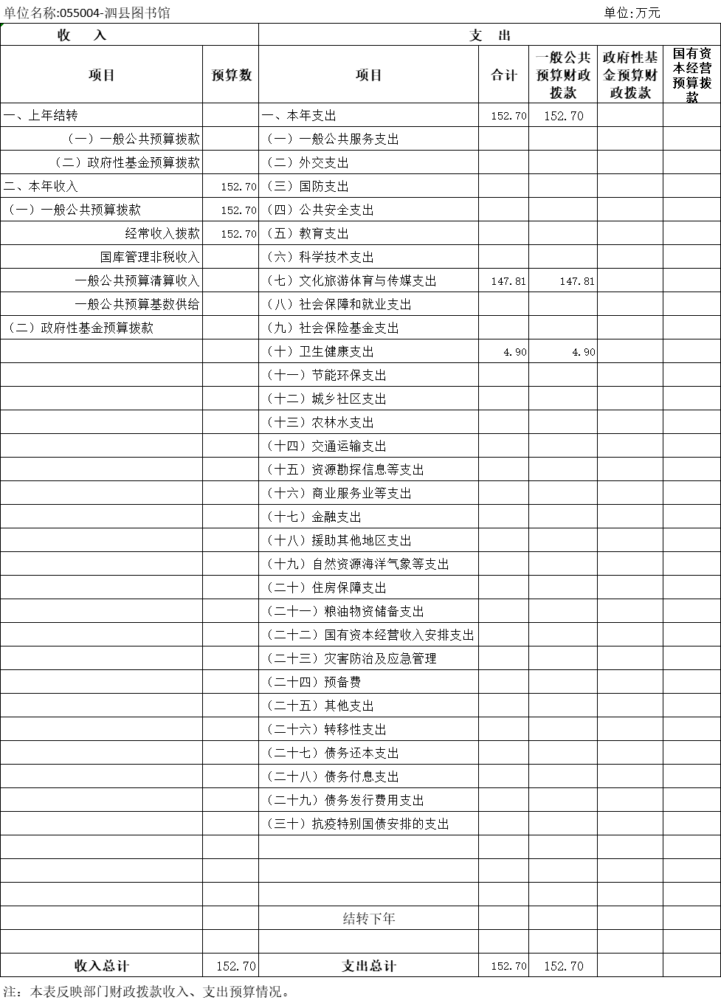 单位名称:055004-泗县图书馆 单位:万元
收 入 支 出
项目 预算数 项目 合计 一般公共预算财政拨款 政府性基金预算财政拨款 国有资本经营预算拨款
一、上年结转 一、本年支出 152.70 152.70
（一）一般公共预算拨款 （一）一般公共服务支出
（二）政府性基金预算拨款 （二）外交支出
二、本年收入 152.70 （三）国防支出
（一）一般公共预算拨款 152.70 （四）公共安全支出
经常收入拨款 152.70 （五）教育支出
国库管理非税收入 （六）科学技术支出
一般公共预算清算收入 （七）文化旅游体育与传媒支出 147.81 147.81
一般公共预算基数供给 （八）社会保障和就业支出
（二）政府性基金预算拨款 （九）社会保险基金支出
（十）卫生健康支出 4.90 4.90
（十一）节能环保支出
（十二）城乡社区支出
（十三）农林水支出
（十四）交通运输支出
（十五）资源勘探信息等支出
（十六）商业服务业等支出
（十七）金融支出
（十八）援助其他地区支出
（十九）自然资源海洋气象等支出
（二十）住房保障支出
（二十一）粮油物资储备支出
（二十二）国有资本经营收入安排支出
（二十三）灾害防治及应急管理
（二十四）预备费
（二十五）其他支出
（二十六）转移性支出
（二十七）债务还本支出
（二十八）债务付息支出
（二十九）债务发行费用支出
（三十）抗疫特别国债安排的支出
结转下年
收入总计 152.70 支出总计 152.70 152.70
注：本表反映部门财政拨款收入、支出预算情况。